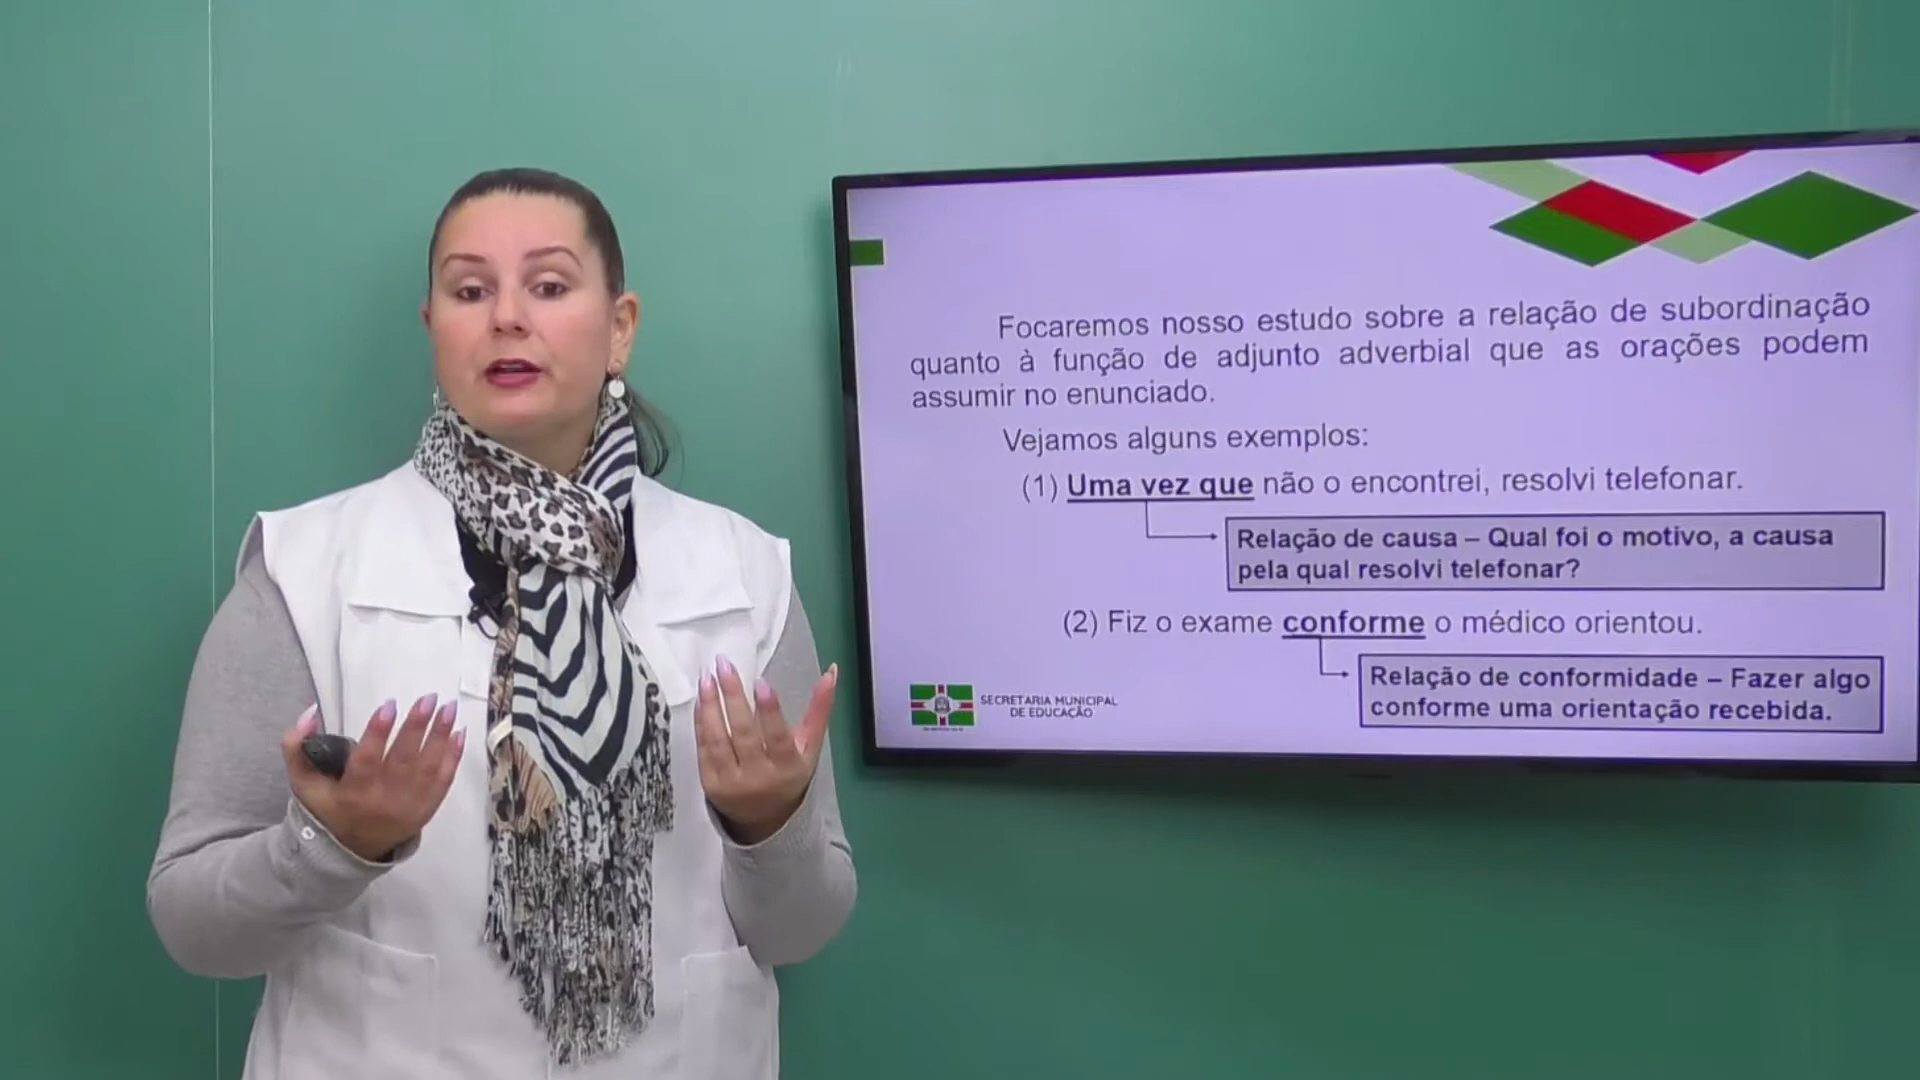 Focaremos nosso estudo sobre a relação de subordinação
quanto à função de adjunto adverbial que as orações podem
assumir no enunciado.
Vejamos alguns exemplos:
(1) Uma vez que não o encontrei, resolvi telefonar.
Relação de causa – Qual foi o motivo, a causa
pela qual resolvi telefonar?
(2) Fiz o exame conforme o médico orientou.
Relação de conformidade – Fazer algo
conforme uma orientação recebida.
SECRETARIA MUNICIPAL
DE EDUCAÇÃO